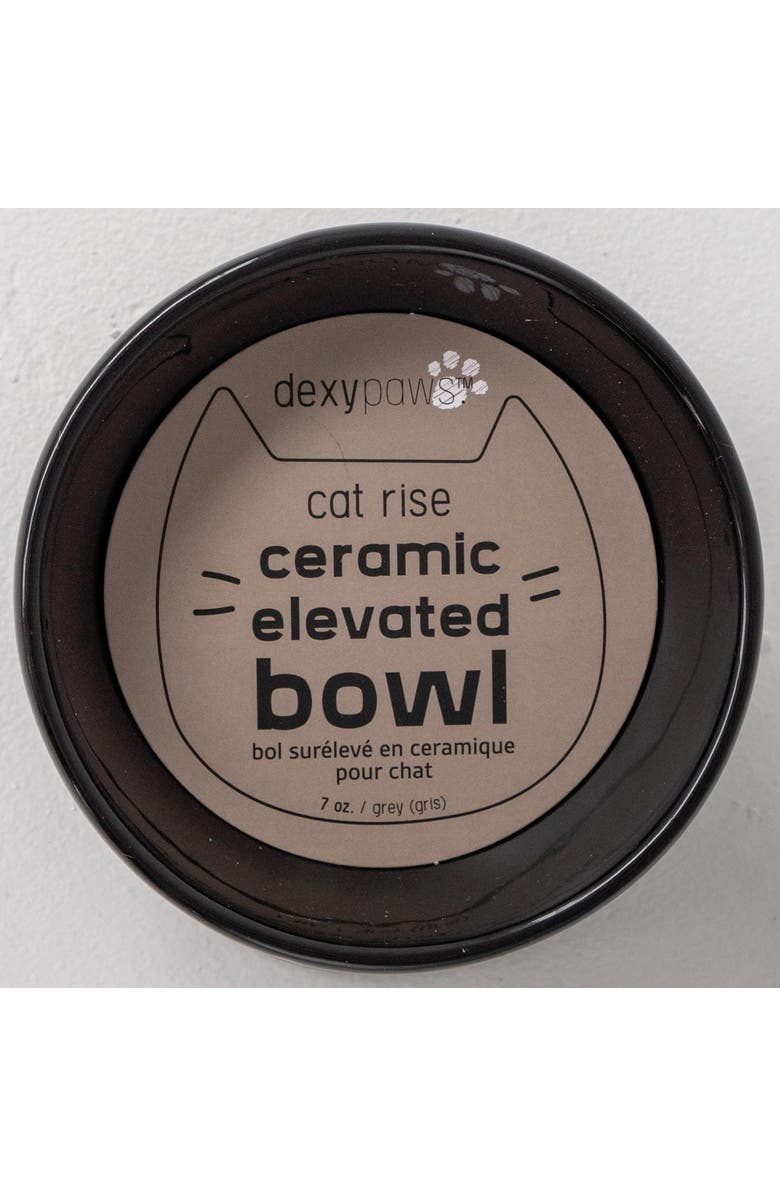 dexypaws™
cat rise
ceramic
elevated
bowl
bol surélevé en ceramique
pour chat
7 oz. / grey (gris)